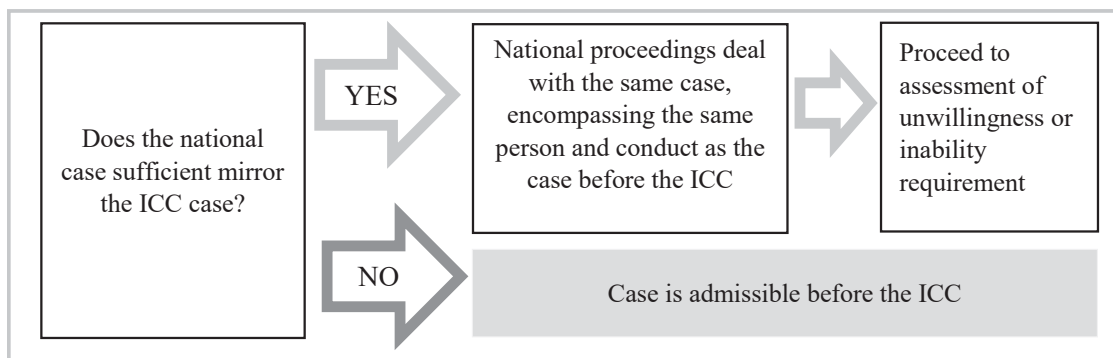 Does the national
case sufficient mirror
the ICC case?
YES
National proceedings deal
with the same case,
encompassing the same
person and conduct as the
case before the ICC
Proceed to
assessment of
unwillingness or
inability
requirement
NO
Case is admissible before the ICC